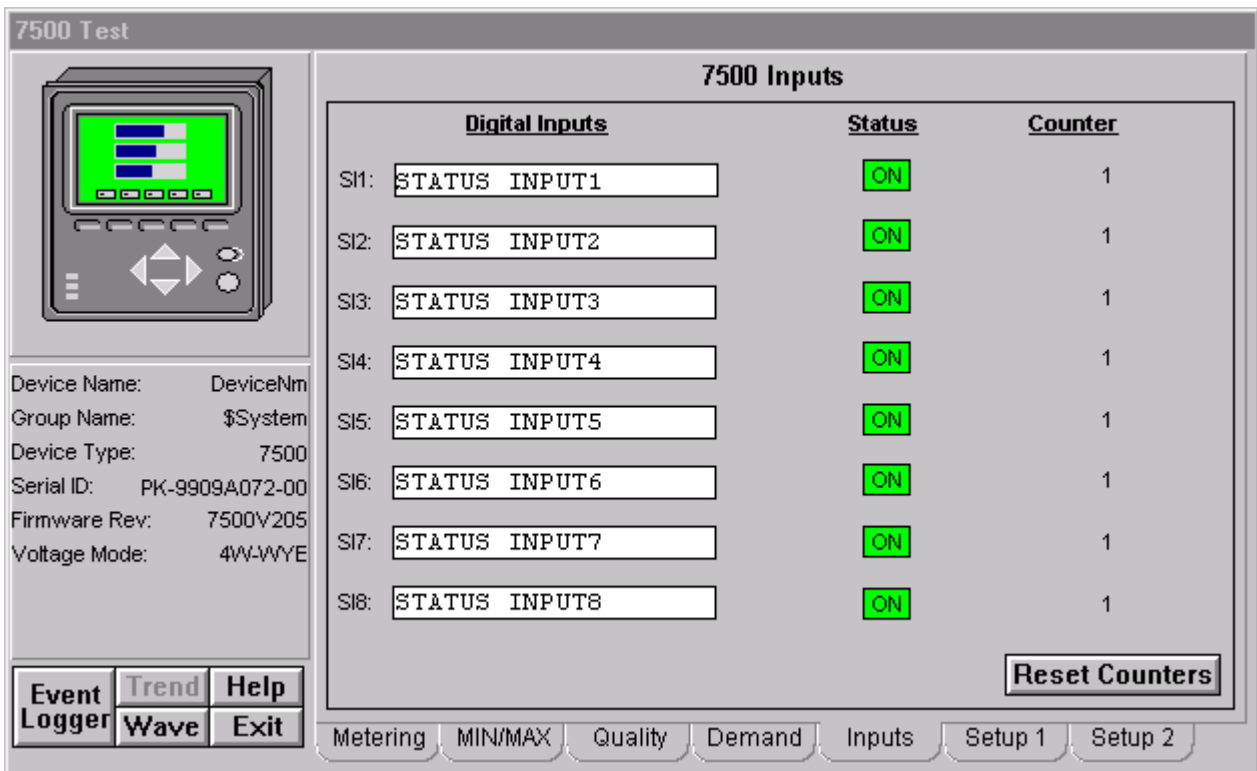 7500 Test
7500 Inputs
Digital Inputs Status Counter
SI1: STATUS INPUT1 ON 1
SI2: STATUS INPUT2 ON 1
SI3: STATUS INPUT3 ON 1
SI4: STATUS INPUT4 ON 1
SI5: STATUS INPUT5 ON 1
SI6: STATUS INPUT6 ON 1
SI7: STATUS INPUT7 ON 1
SI8: STATUS INPUT8 ON 1
Reset Counters
Device Name: DeviceNm
Group Name: $System
Device Type: 7500
Serial ID: PK-9909A072-00
Firmware Rev: 7500V205
Voltage Mode: 4W-WYE
Event Logger
Trend
Help
Wave
Exit
Metering MIN/MAX Quality Demand Inputs Setup 1 Setup 2